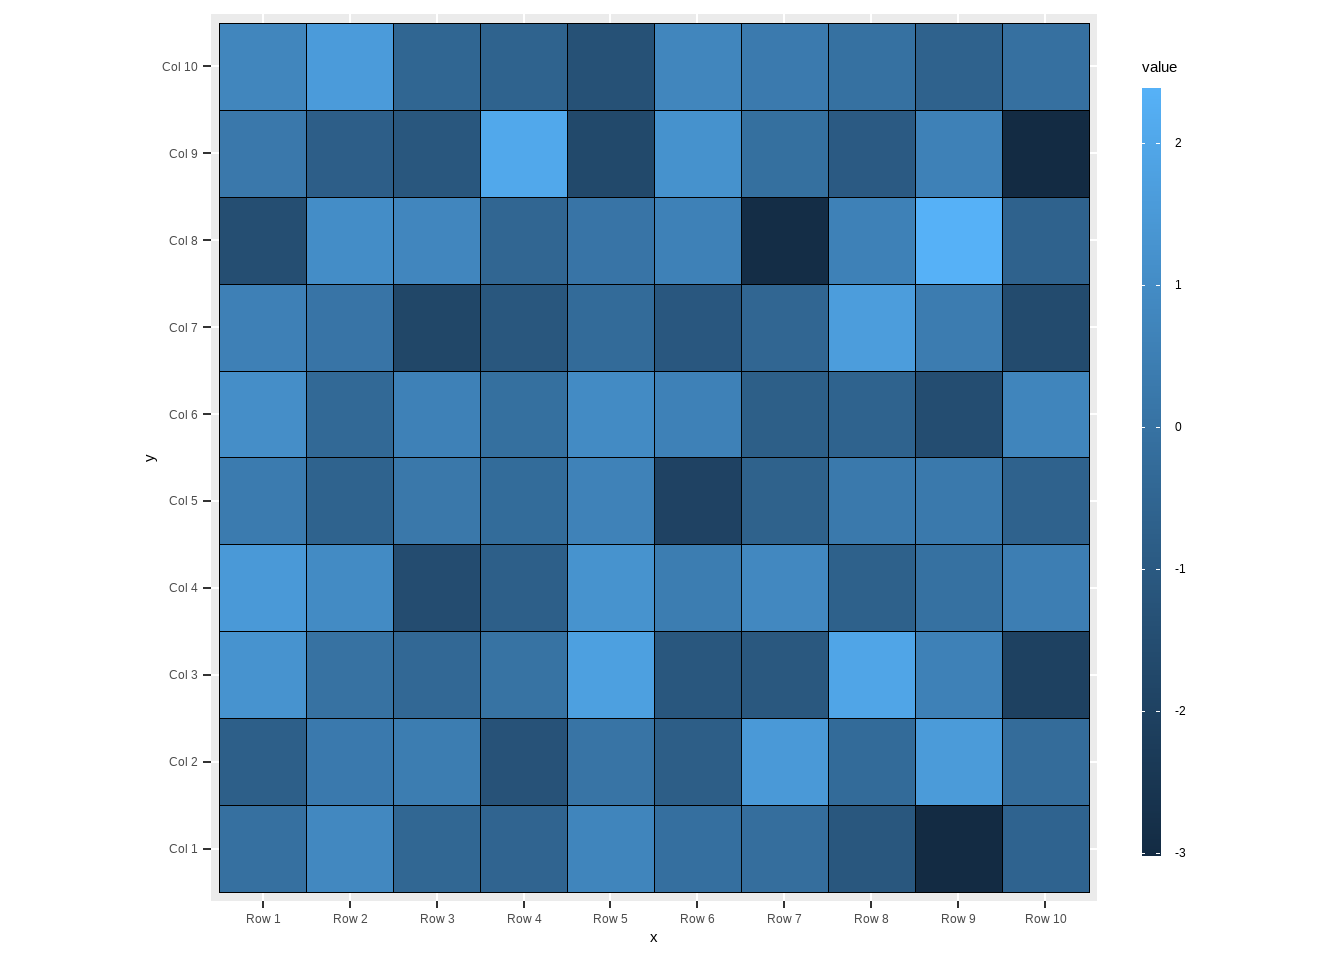 Col 10
Col 9
Col 8
Col 7
Col 6
Col 5
Col 4
Col 3
Col 2
Col 1
y
Row 1 Row 2 Row 3 Row 4 Row 5 Row 6 Row 7 Row 8 Row 9 Row 10
x
value
2
1
0
-1
-2
-3